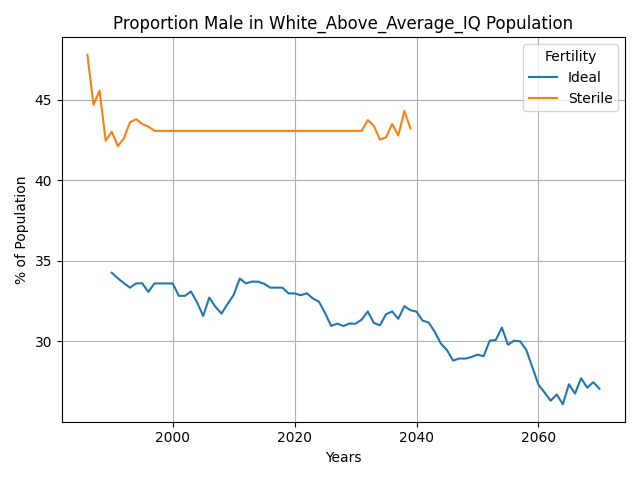 Proportion Male in White_Above_Average_IQ Population
Fertility
Ideal
Sterile
45
40
35
30
% of Population
2000
2020
2040
2060
Years